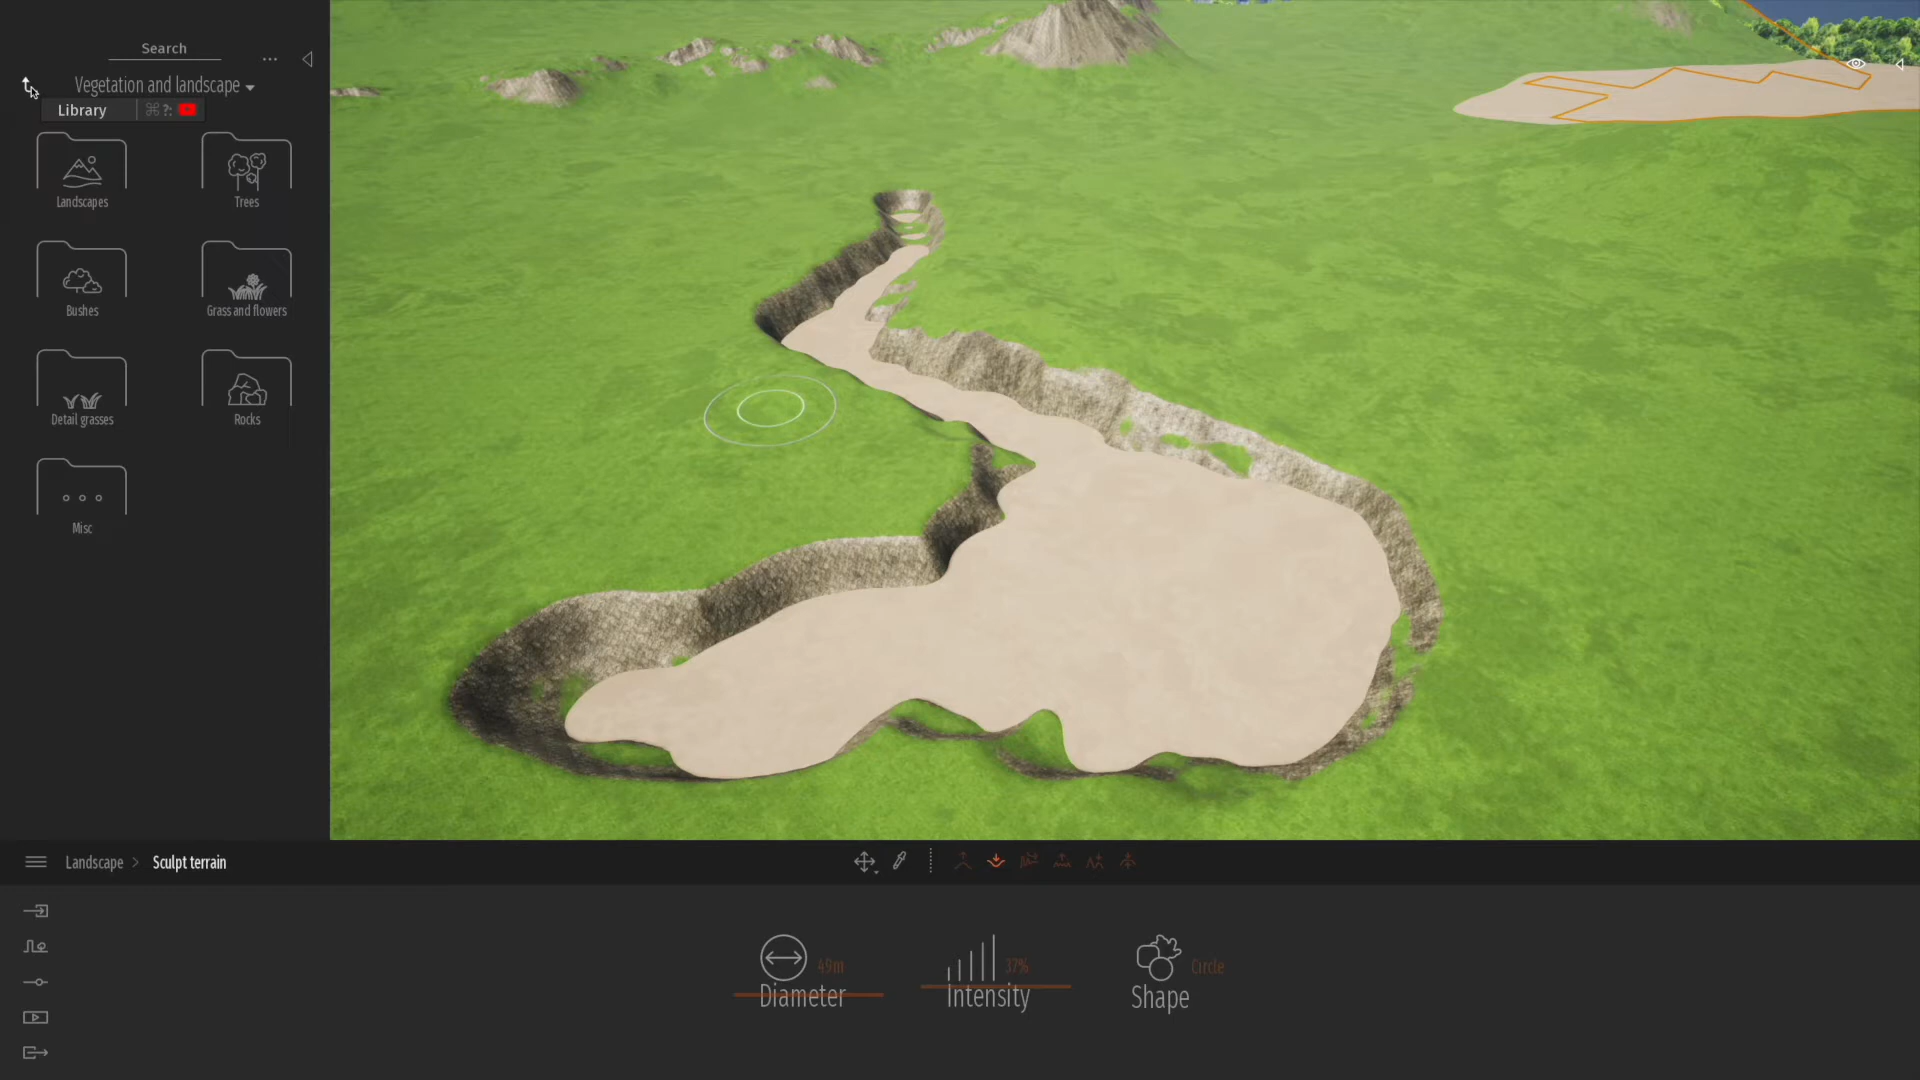 Search
...
Vegetation and landscape
Library ⌘?:
Landscapes
Trees
Bushes
Grass and flowers
Detail grasses
Rocks
Misc
Landscape > Sculpt terrain
49m
Diameter
37%
Intensity
Circle
Shape